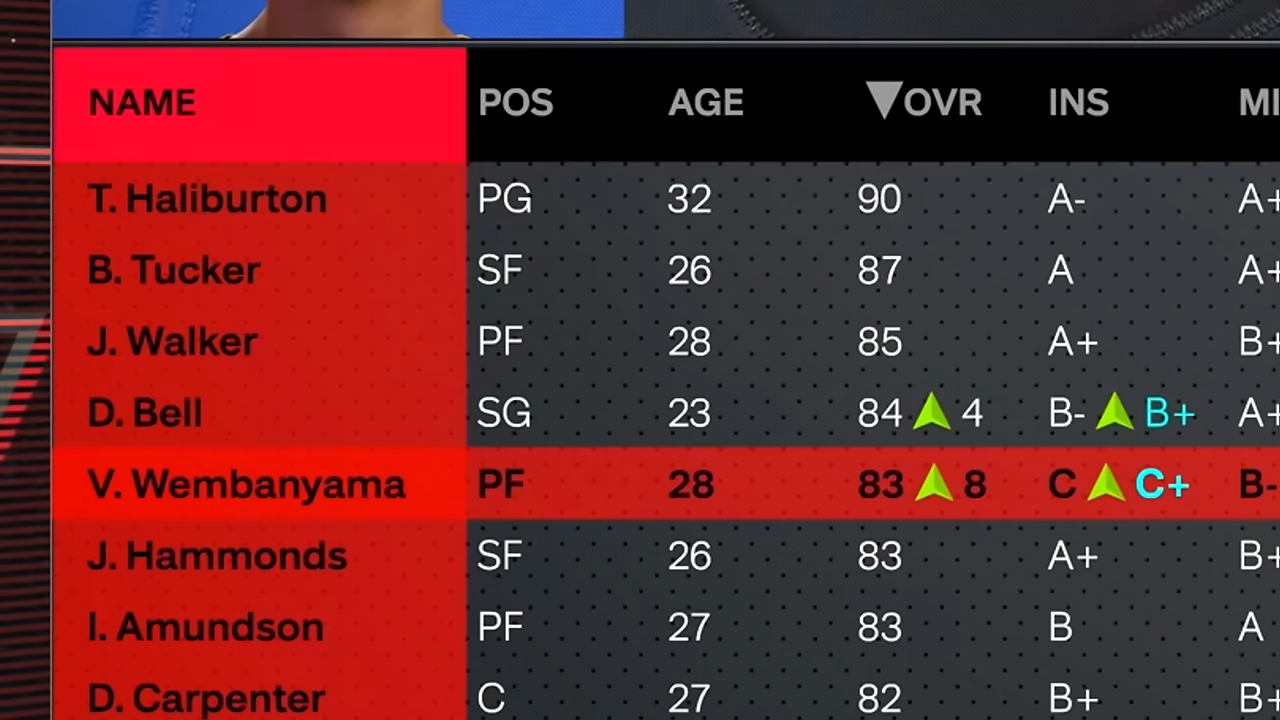 NAME POS AGE ▼OVR INS MI
T. Haliburton PG 32 90 A- A+
B. Tucker SF 26 87 A A+
J. Walker PF 28 85 A+ B+
D. Bell SG 23 84 ▲ 4 B- ▲ B+ A+
V. Wembanyama PF 28 83 ▲ 8 C ▲ C+ B-
J. Hammonds SF 26 83 A+ B+
I. Amundson PF 27 83 B A
D. Carpenter C 27 82 B+ B+